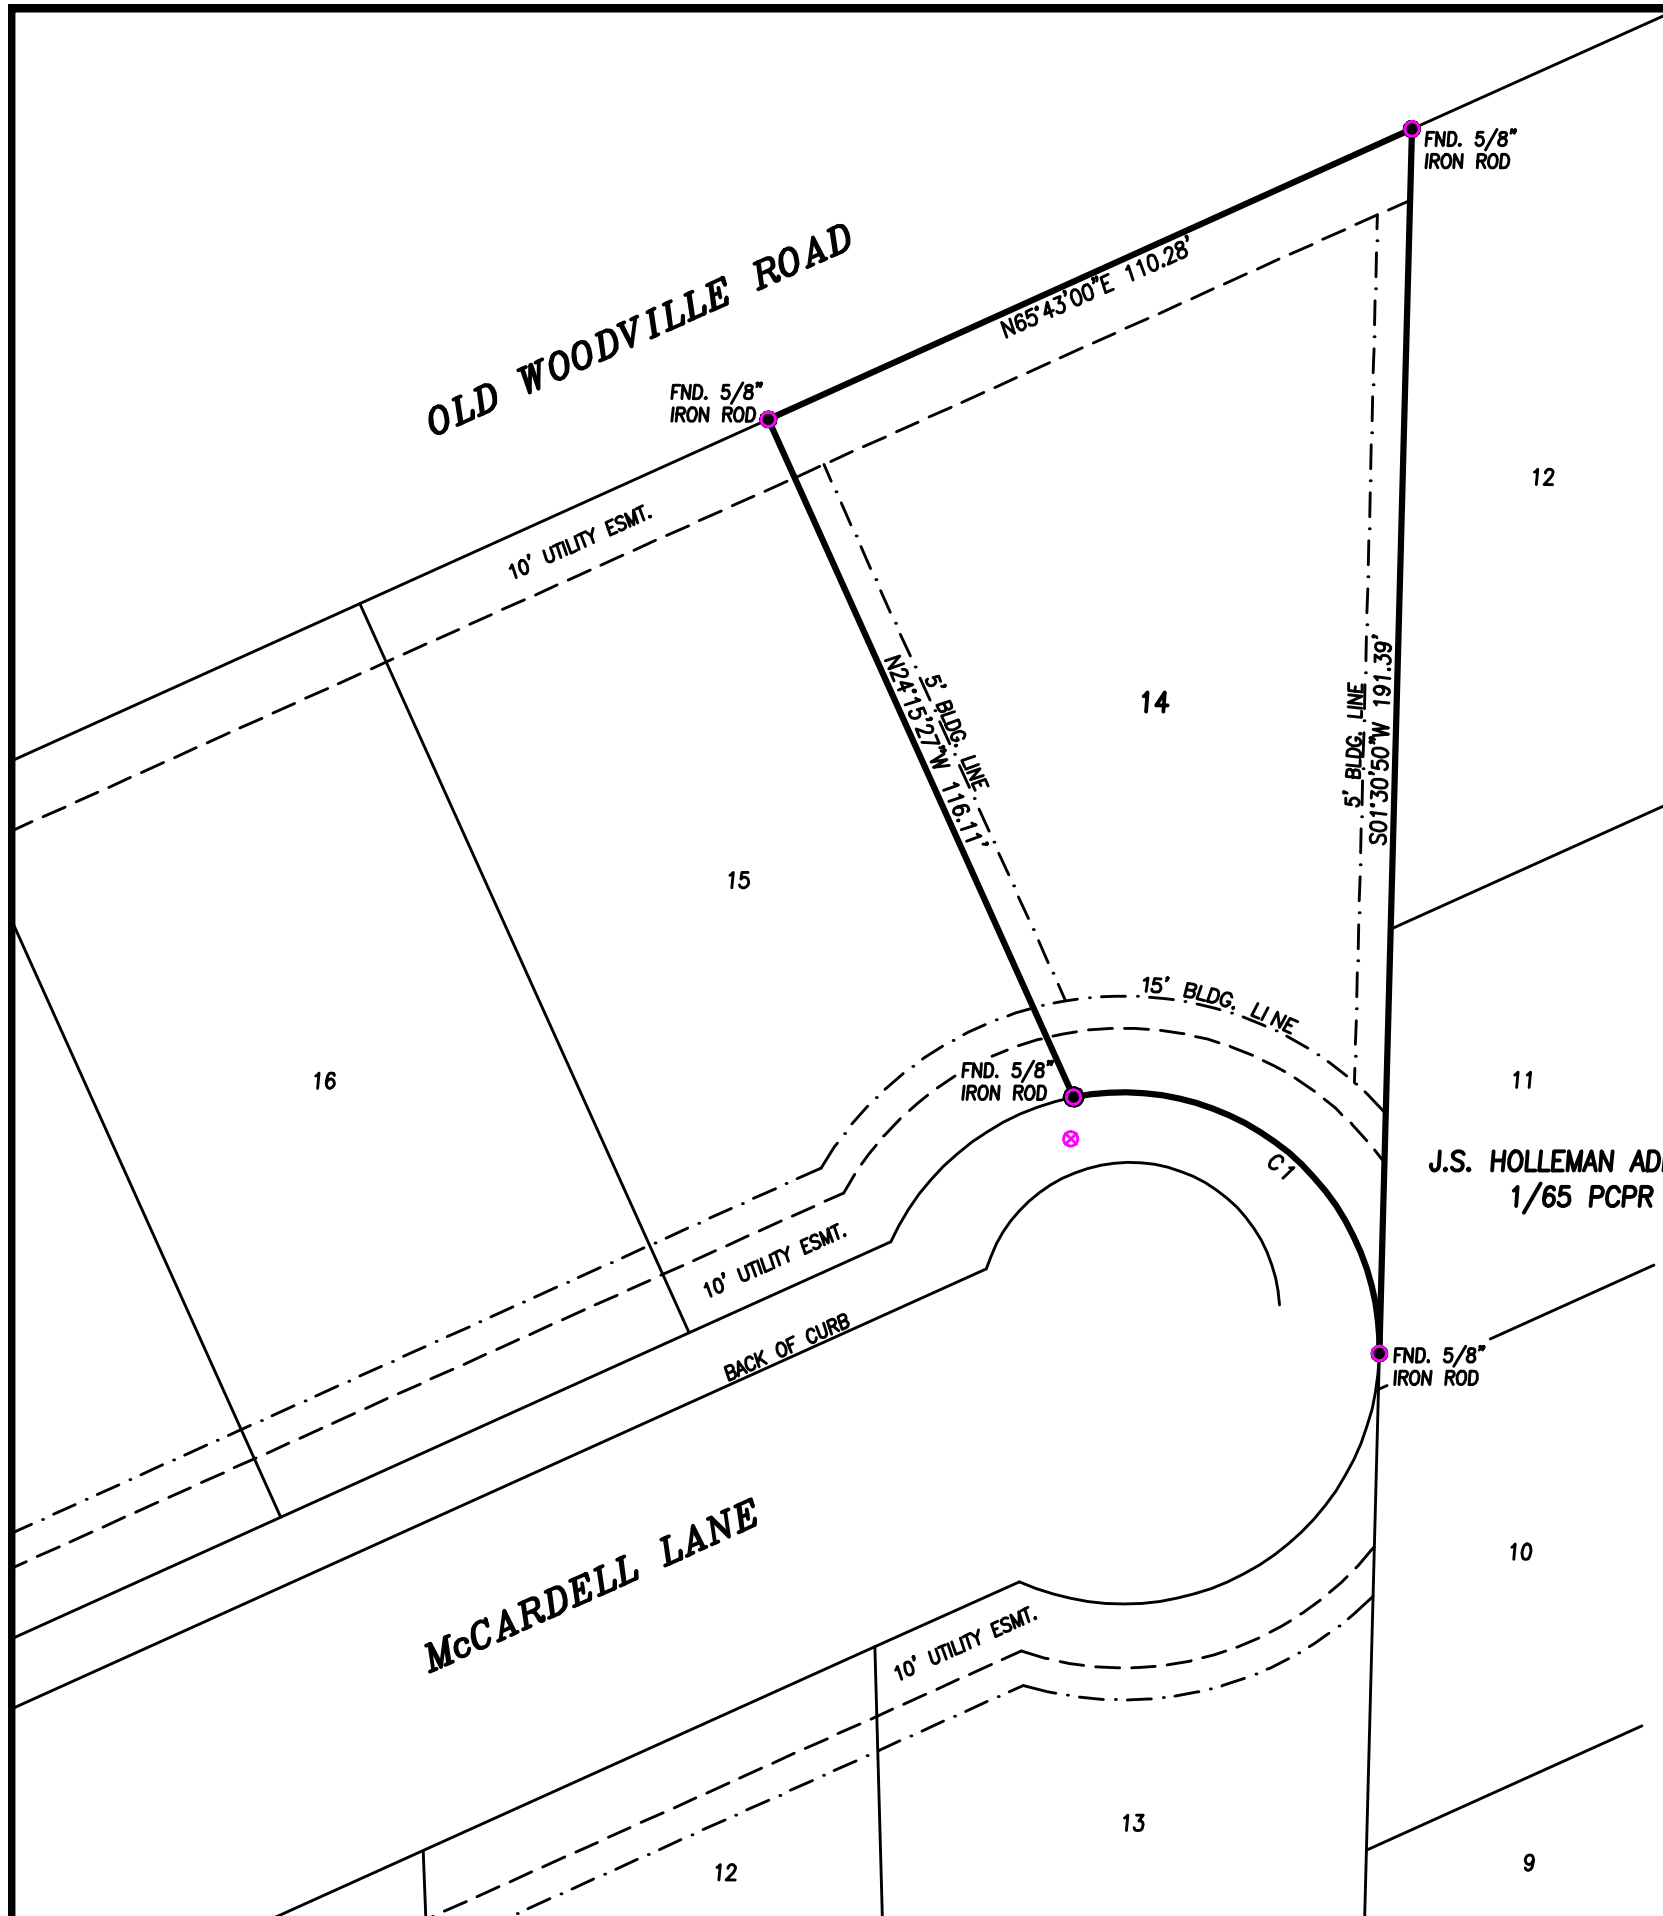 FND. 5/8"
IRON ROD
OLD WOODVILLE ROAD
N65°43'00"E 110.28'
FND. 5/8"
IRON ROD
12
10' UTILITY ESMT.
5' BLDG. LINE
N24°15'27"W 116.11'
14
5' BLDG. LINE
S01°30'50"W 191.39'
15
15' BLDG. LINE
16
FND. 5/8"
IRON ROD
11
C1
J.S. HOLLEMAN AD
1/65 PCPR
10' UTILITY ESMT.
BACK OF CURB
FND. 5/8"
IRON ROD
McCARDELL LANE
10
10' UTILITY ESMT.
13
12
9